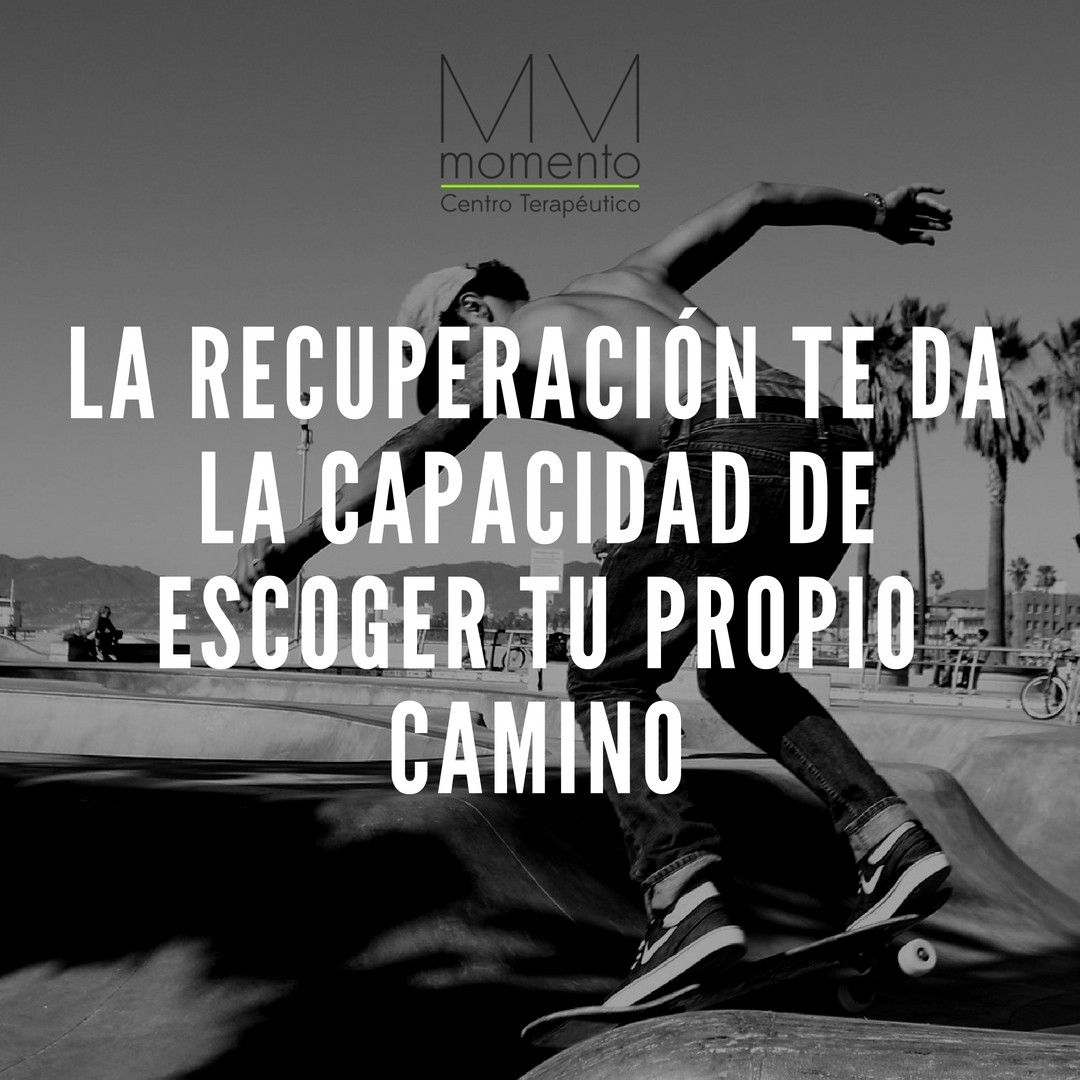 MM
momento
Centro Terapéutico
LA RECUPERACIÓN TE DA
LA CAPACIDAD DE
ESCOGER TU PROPIO
CAMINO